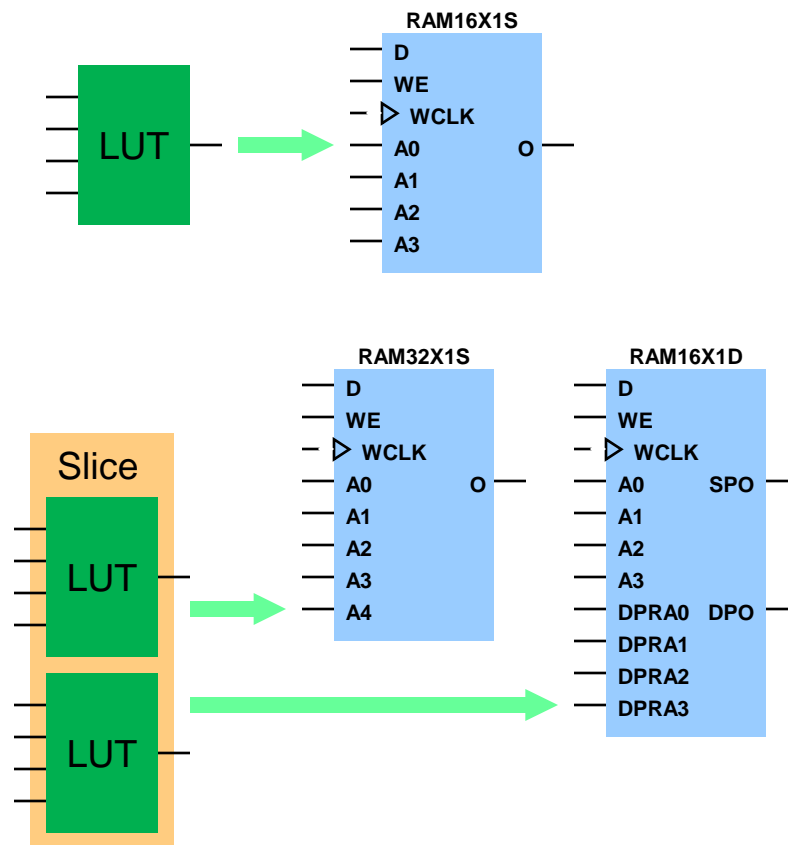 RAM16X1S
D
WE
WCLK
LUT
A0 O
A1
A2
A3
RAM32X1S
D
WE
WCLK
A0 O
A1
A2
A3
A4
RAM16X1D
D
WE
WCLK
A0 SPO
A1
A2
A3
DPRA0 DPO
DPRA1
DPRA2
DPRA3
Slice
LUT
LUT